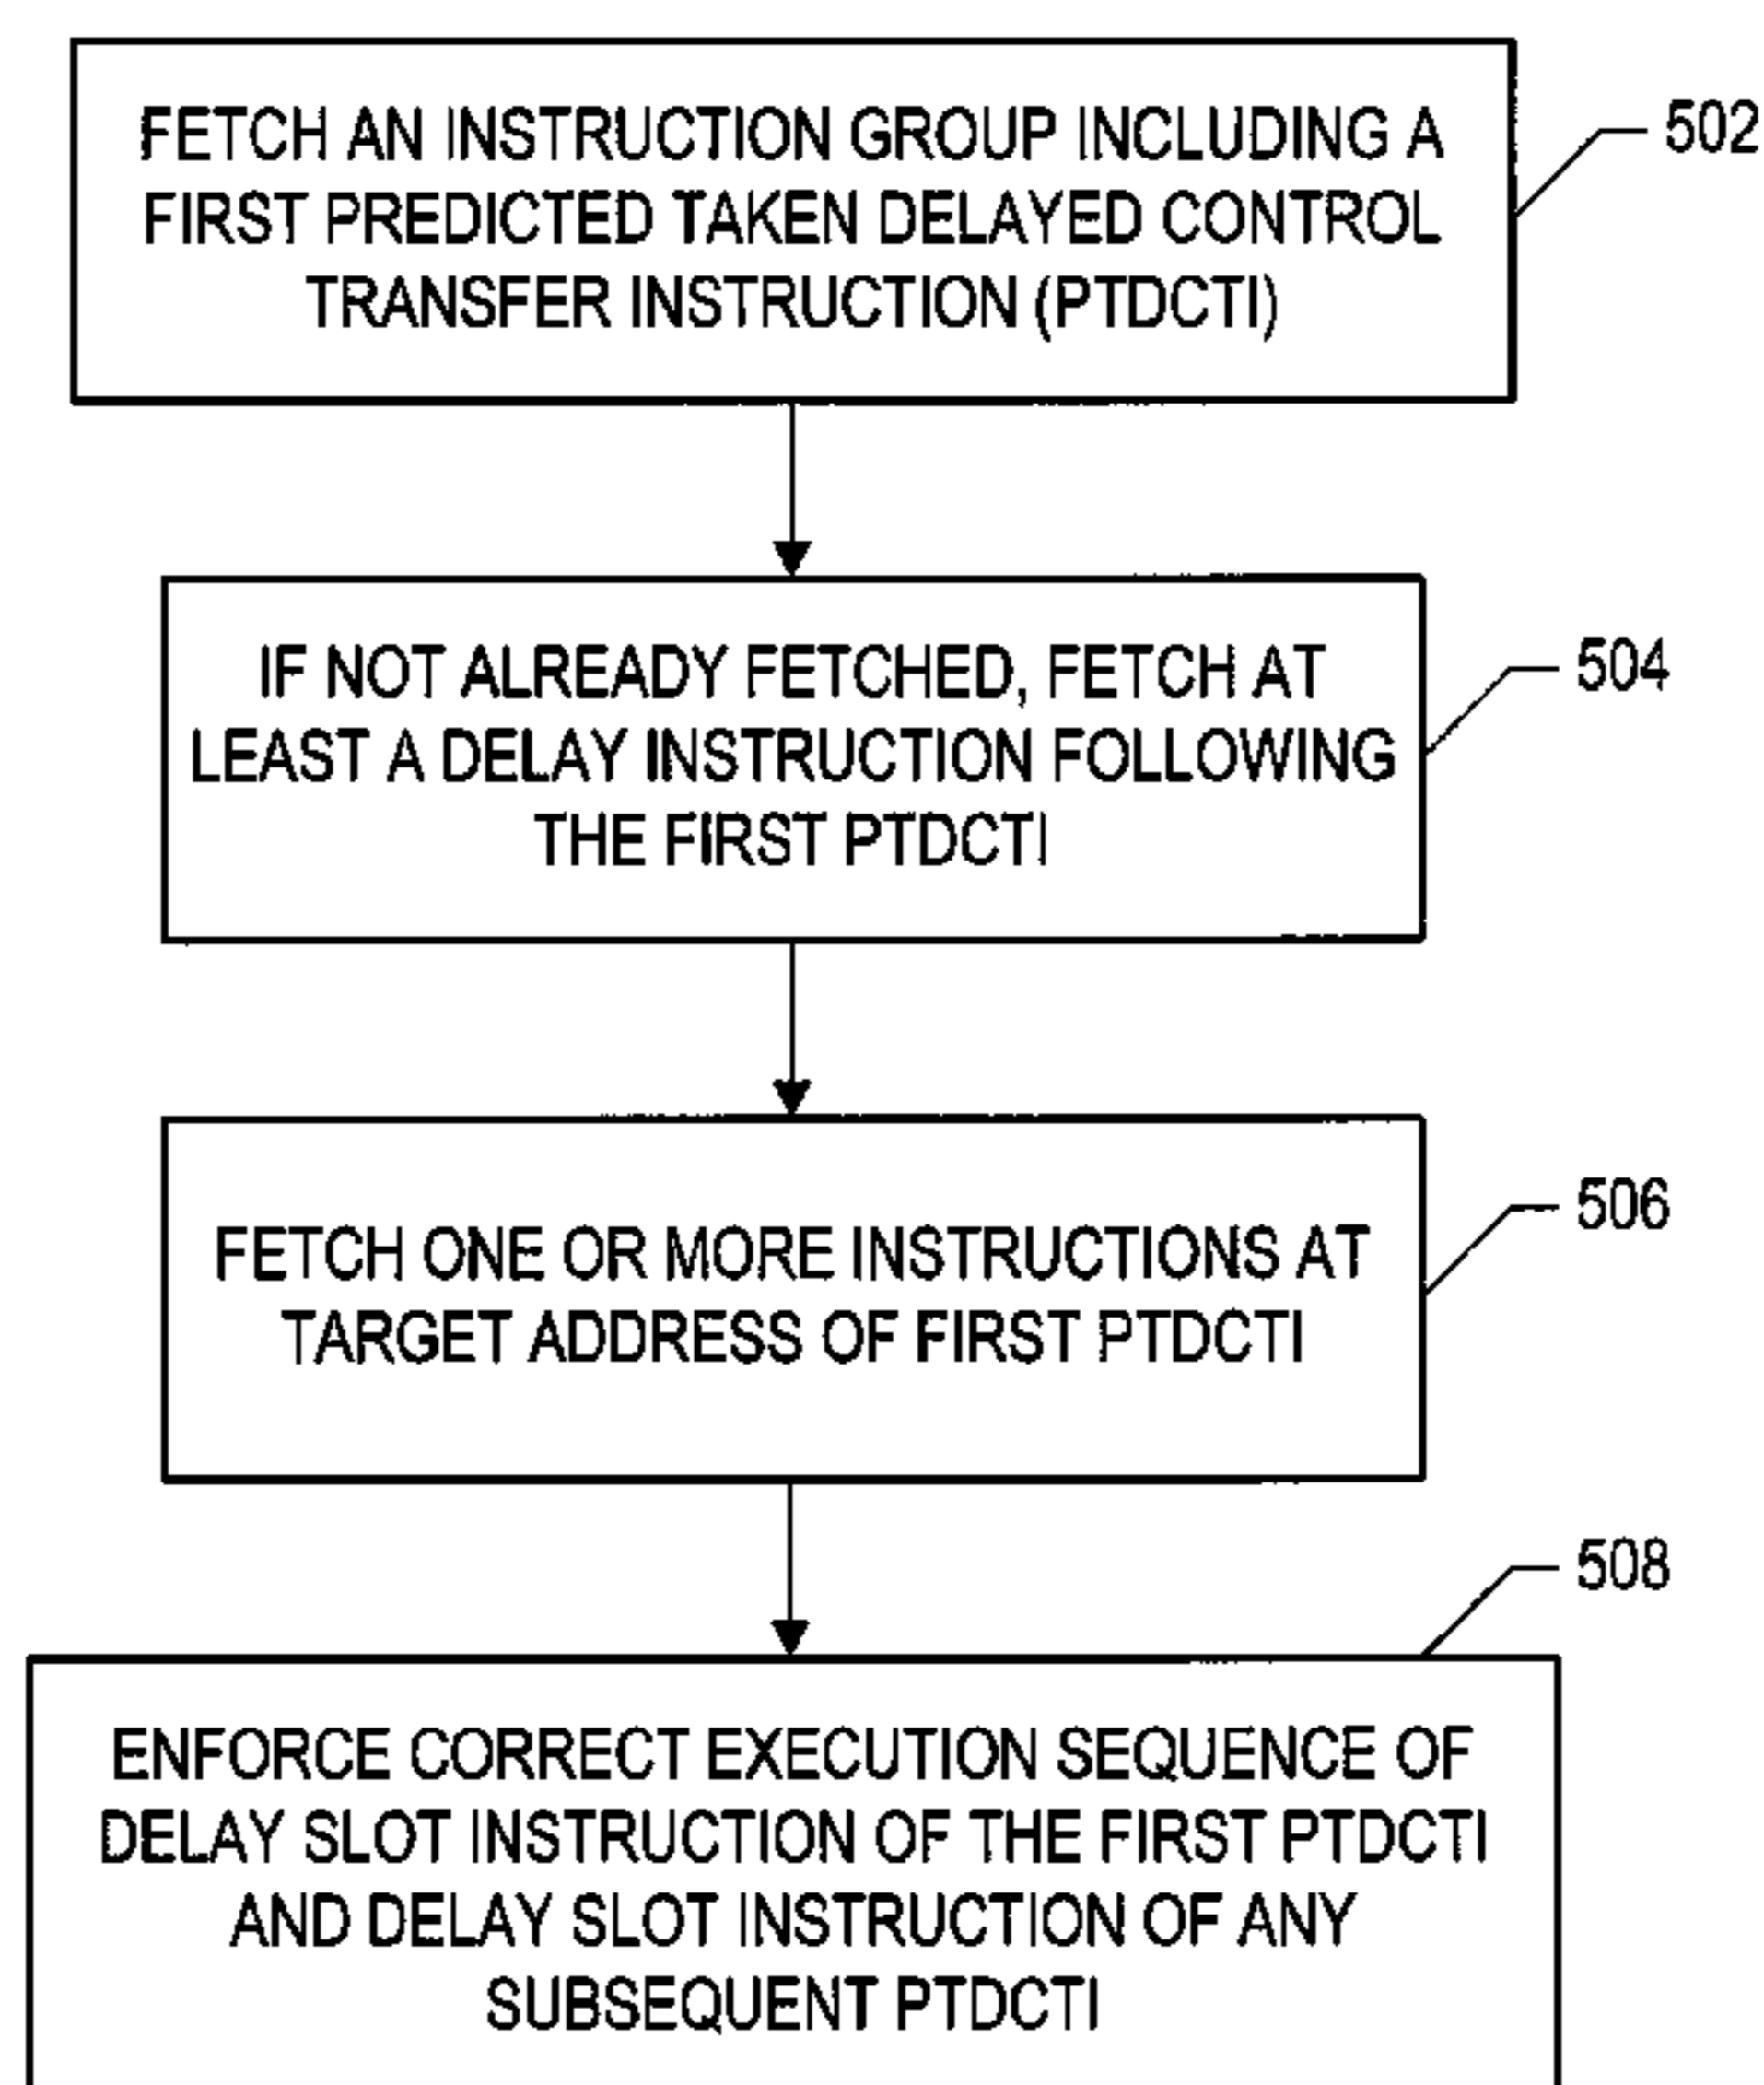 FETCH AN INSTRUCTION GROUP INCLUDING A
FIRST PREDICTED TAKEN DELAYED CONTROL
TRANSFER INSTRUCTION (PTDCTI)
502
IF NOT ALREADY FETCHED, FETCH AT
LEAST A DELAY INSTRUCTION FOLLOWING
THE FIRST PTDCTI
504
FETCH ONE OR MORE INSTRUCTIONS AT
TARGET ADDRESS OF FIRST PTDCTI
506
508
ENFORCE CORRECT EXECUTION SEQUENCE OF
DELAY SLOT INSTRUCTION OF THE FIRST PTDCTI
AND DELAY SLOT INSTRUCTION OF ANY
SUBSEQUENT PTDCTI